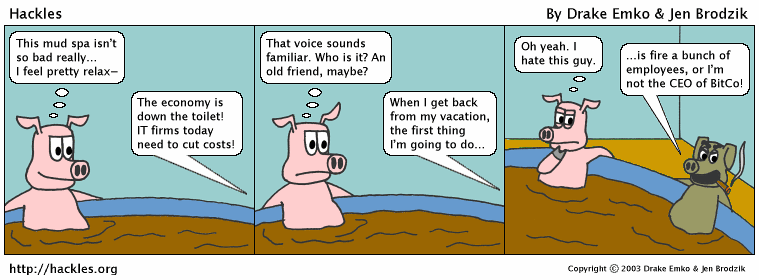 Hackles
By Drake Emko & Jen Brodzik
This mud spa isn't
so bad really...
I feel pretty relax—
The economy is
down the toilet!
IT firms today
need to cut costs!
That voice sounds
familiar. Who is it? An
old friend, maybe?
When I get back
from my vacation,
the first thing
I'm going to do...
Oh yeah. I
hate this guy.
...is fire a bunch of
employees, or I'm
not the CEO of BitCo!
http://hackles.org
Copyright © 2003 Drake Emko & Jen Brodzik